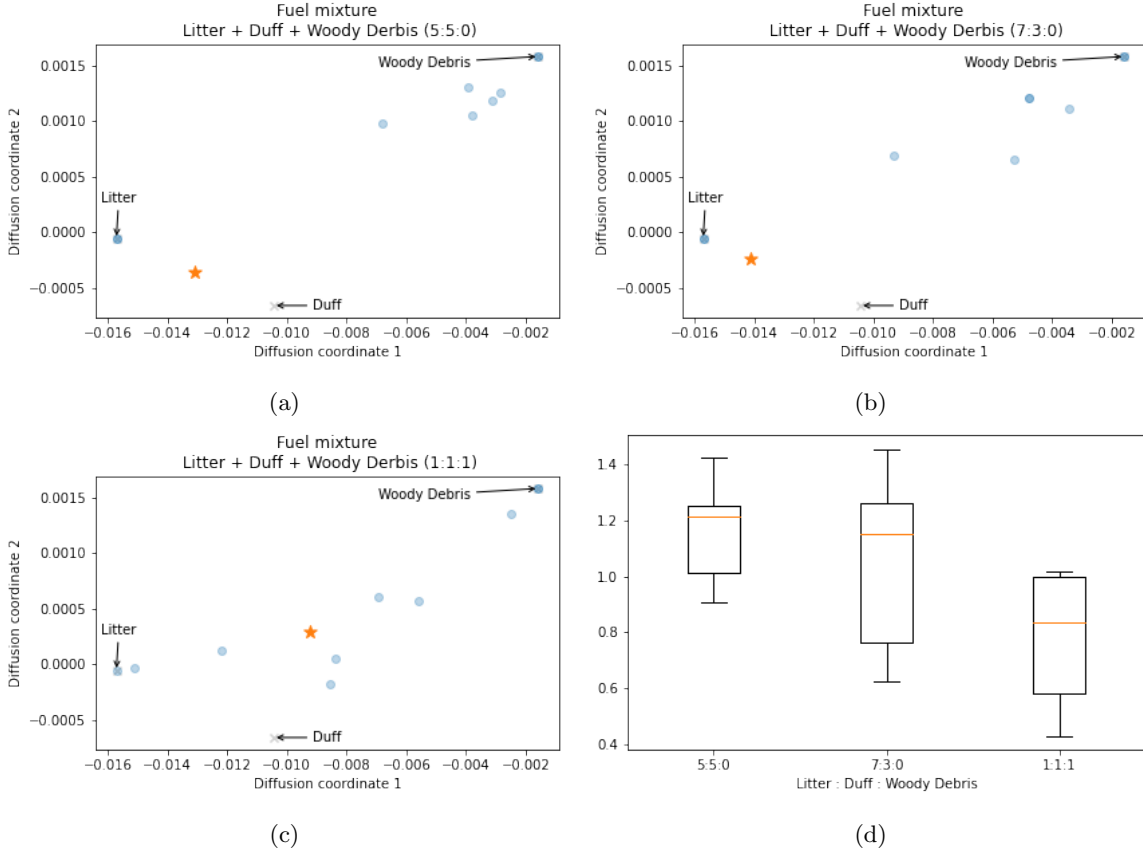 Fuel mixture
Litter + Duff + Woody Derbis (5:5:0)
Diffusion coordinate 2
0.0015
0.0010
0.0005
0.0000
−0.0005
Woody Debris
Litter
Duff
−0.016 −0.014 −0.012 −0.010 −0.008 −0.006 −0.004 −0.002
Diffusion coordinate 1
(a)
Fuel mixture
Litter + Duff + Woody Derbis (7:3:0)
Diffusion coordinate 2
0.0015
0.0010
0.0005
0.0000
−0.0005
Woody Debris
Litter
Duff
−0.016 −0.014 −0.012 −0.010 −0.008 −0.006 −0.004 −0.002
Diffusion coordinate 1
(b)
Fuel mixture
Litter + Duff + Woody Derbis (1:1:1)
Diffusion coordinate 2
0.0015
0.0010
0.0005
0.0000
−0.0005
Woody Debris
Litter
Duff
−0.016 −0.014 −0.012 −0.010 −0.008 −0.006 −0.004 −0.002
Diffusion coordinate 1
(c)
1.4
1.2
1.0
0.8
0.6
0.4
5:5:0 7:3:0 1:1:1
Litter : Duff : Woody Debris
(d)